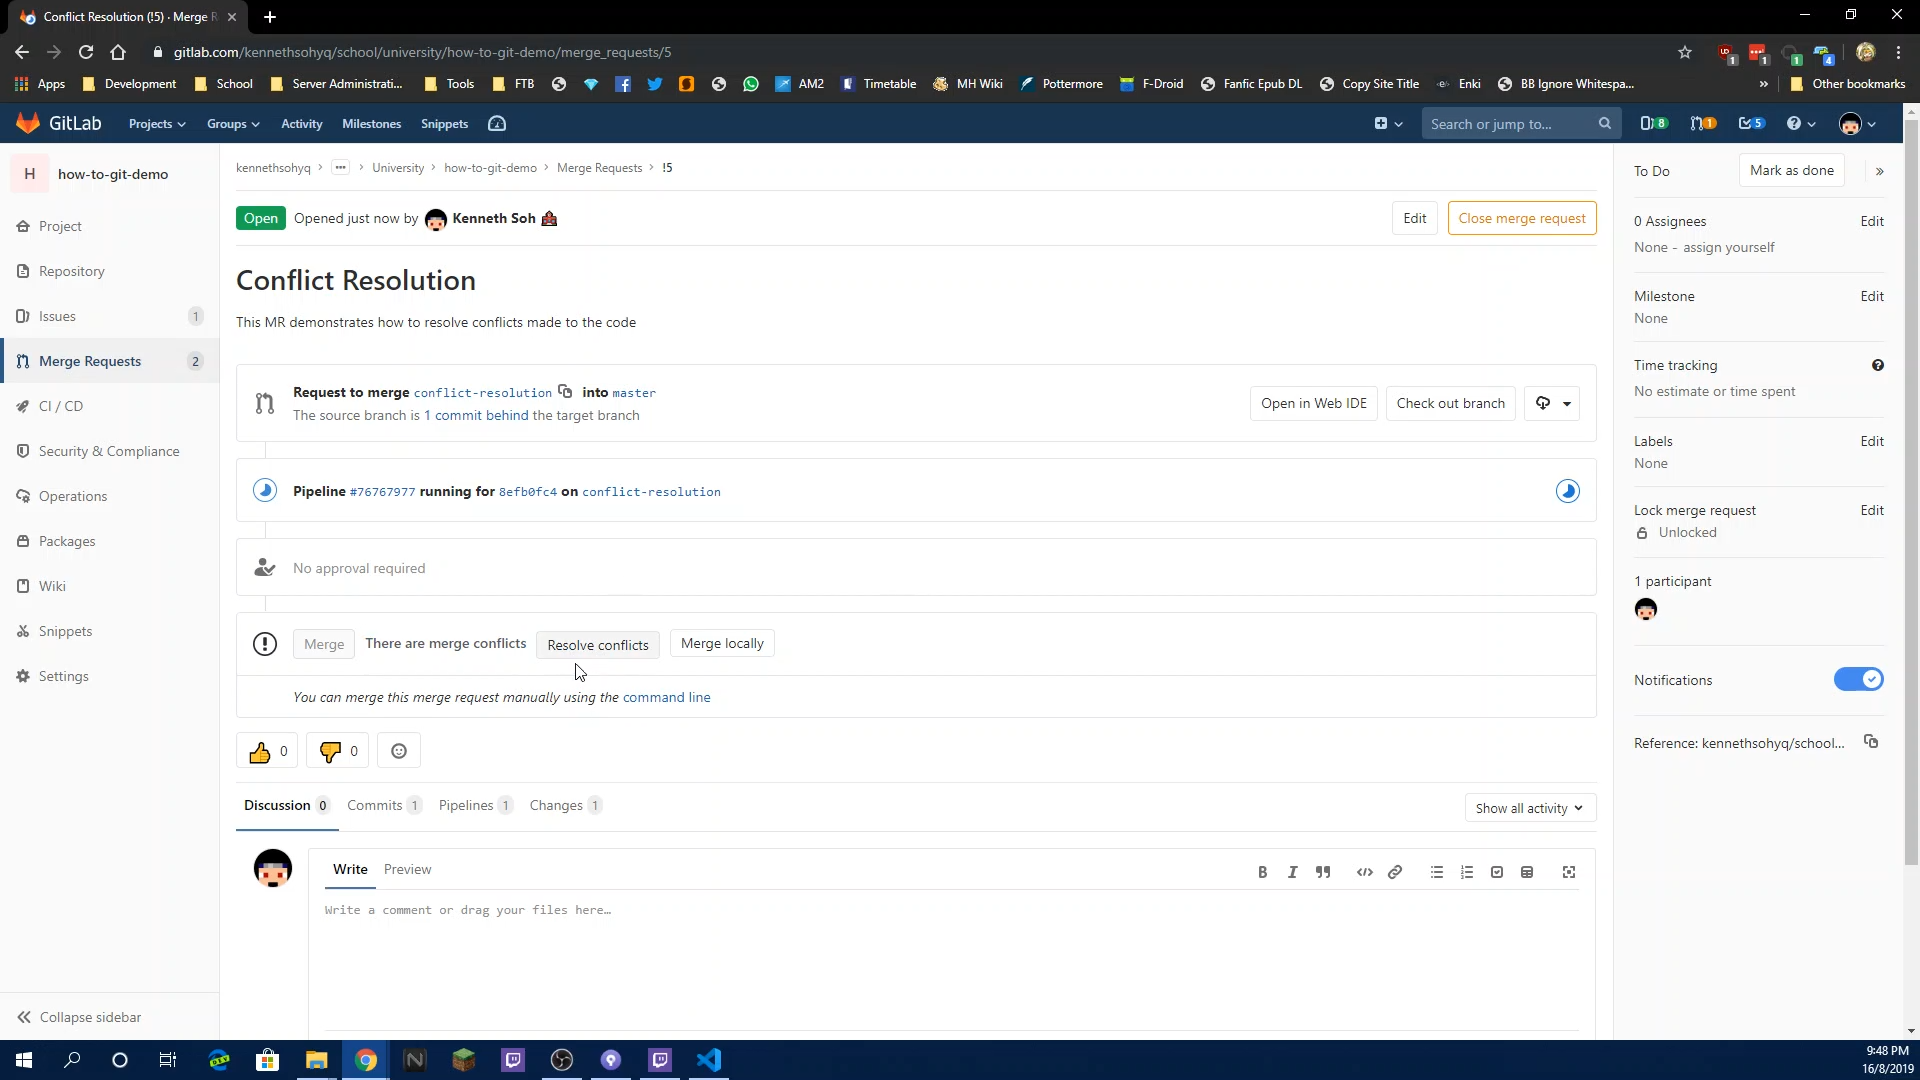 Conflict Resolution (!5) · Merge R
gitlab.com/kennethsohyq/school/university/how-to-git-demo/merge_requests/5
1
1
1
4
Apps
Development
School
Server Administrati...
Tools
FTB
AM2
Timetable
MH Wiki
Pottermore
F-Droid
Fanfic Epub DL
Copy Site Title
Enki
BB Ignore Whitespa...
»
Other bookmarks
GitLab
Projects
Groups
Activity
Milestones
Snippets
Search or jump to...
8
1
5
H
how-to-git-demo
Project
Repository
Issues 1
Merge Requests 2
CI / CD
Security & Compliance
Operations
Packages
Wiki
Snippets
Settings
Collapse sidebar
kennethsohyq › ... › University › how-to-git-demo › Merge Requests › !5
Open Opened just now by Kenneth Soh
Edit
Close merge request
Conflict Resolution
This MR demonstrates how to resolve conflicts made to the code
Request to merge conflict-resolution into master
The source branch is 1 commit behind the target branch
Open in Web IDE
Check out branch
Pipeline #76767977 running for 8efb0fc4 on conflict-resolution
No approval required
Merge There are merge conflicts Resolve conflicts Merge locally
You can merge this merge request manually using the command line
0
0
Discussion 0
Commits 1
Pipelines 1
Changes 1
Show all activity
Write
Preview
Write a comment or drag your files here…
To Do
Mark as done
»
0 Assignees Edit
None - assign yourself
Milestone Edit
None
Time tracking
No estimate or time spent
Labels Edit
None
Lock merge request Edit
Unlocked
1 participant
Notifications
Reference: kennethsohyq/school...
DEV
9:48 PM
16/8/2019